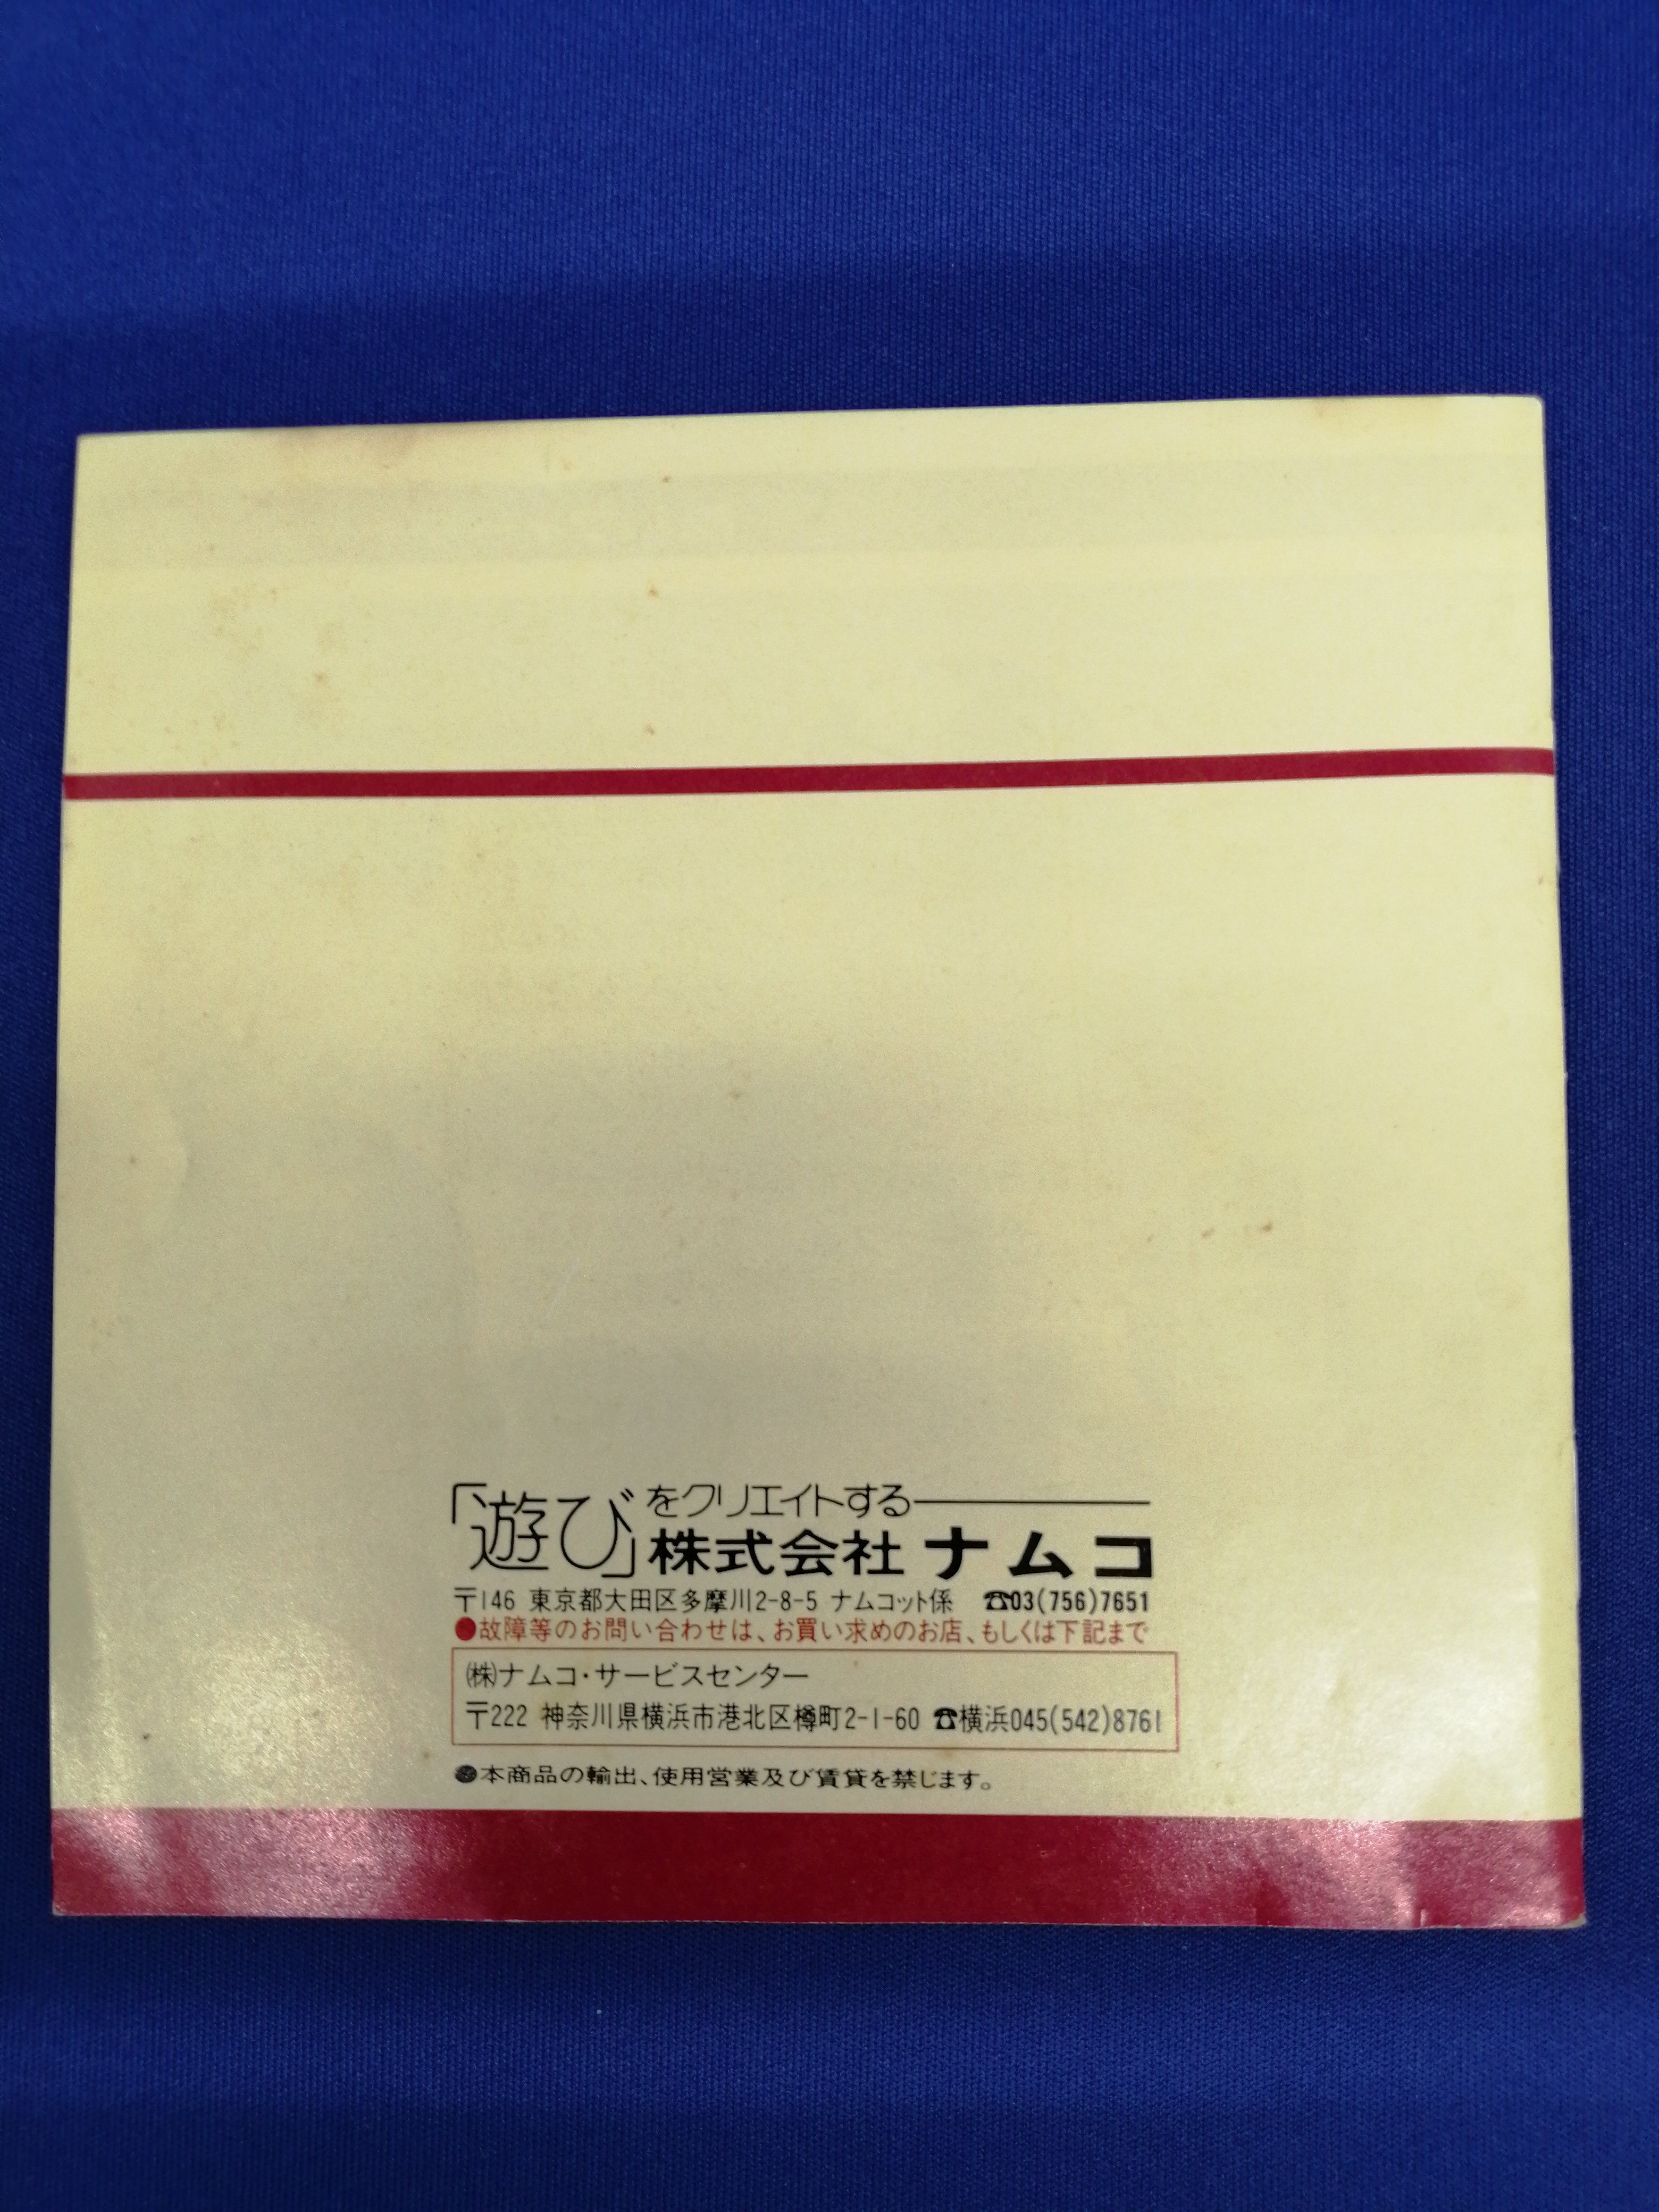 「遊び」をクリエイトする
株式会社ナムコ
〒146 東京都大田区多摩川2-8-5 ナムコット係 ☎03(756)7651
●故障等のお問い合わせは、お買い求めのお店、もしくは下記まで
㈱ナムコ・サービスセンター
〒222 神奈川県横浜市港北区樽町2-1-60 ☎横浜045(542)8761
●本商品の輸出、使用営業及び賃貸を禁じます。